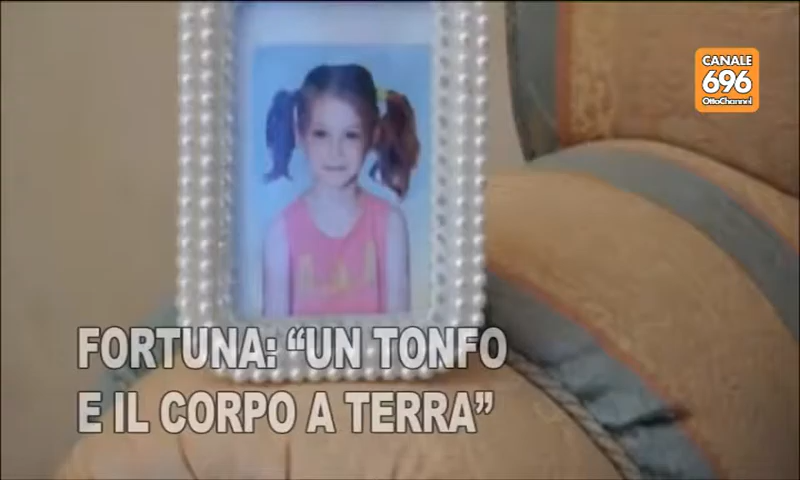 CANALE
696
OttoChannel
FORTUNA: “UN TONFO
E IL CORPO A TERRA”